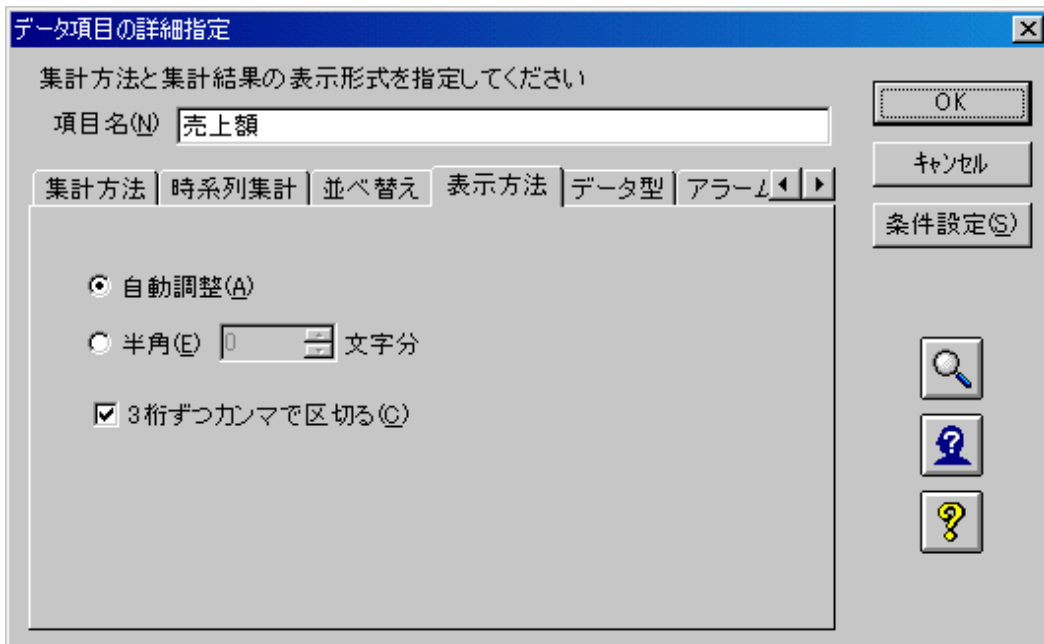 データ項目の詳細指定
集計方法と集計結果の表示形式を指定してください
項目名(N) 売上額
OK
キャンセル
条件設定(S)
集計方法 時系列集計 並べ替え 表示方法 データ型 アラーム
自動調整(A)
半角(E) 0 文字分
3桁ずつカンマで区切る(C)